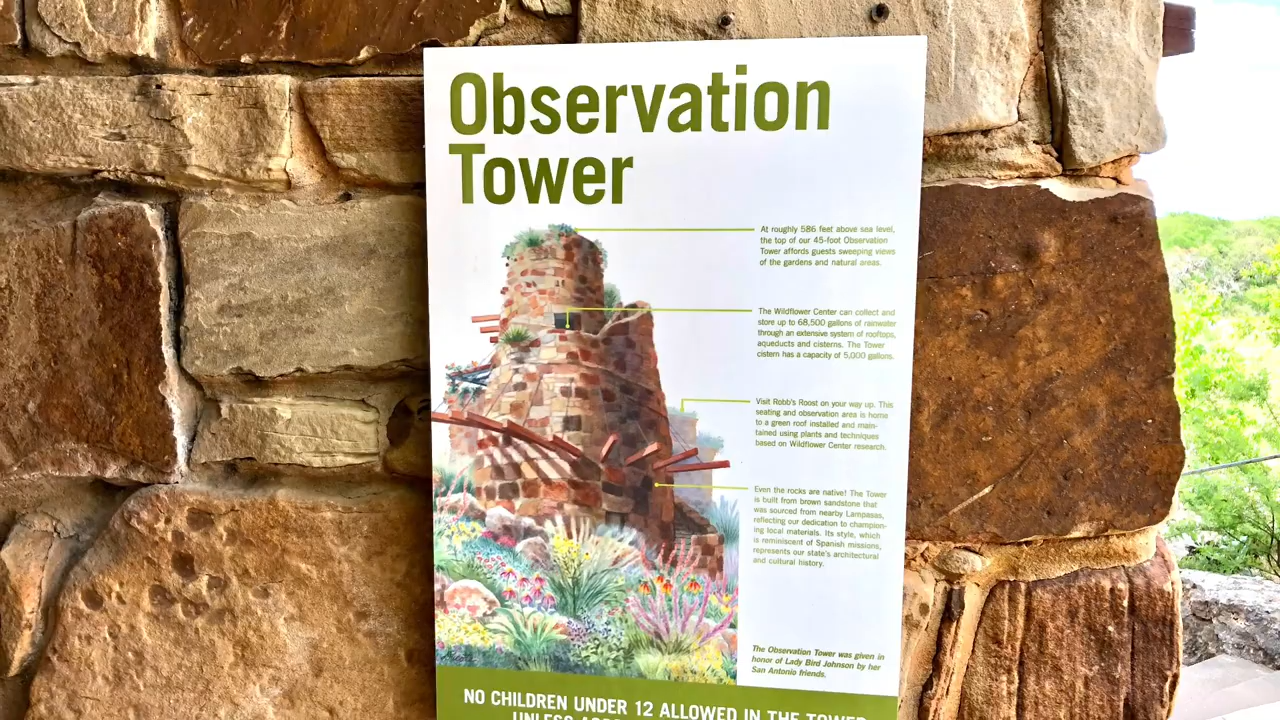 Observation
Tower
At roughly 586 feet above sea level,
the top of our 45-foot Observation
Tower affords guests sweeping views
of the gardens and natural areas.
The Wildflower Center can collect and
store up to 68,500 gallons of rainwater
through an extensive system of rooftops,
aqueducts and cisterns. The Tower
cistern has a capacity of 5,000 gallons.
Visit Robb's Roost on your way up. This
seating and observation area is home
to a green roof installed and main-
tained using plants and techniques
based on Wildflower Center research.
Even the rocks are native! The Tower
is built from brown sandstone that
was sourced from nearby Lampasas,
reflecting our dedication to champion-
ing local materials. Its style, which
is reminiscent of Spanish missions,
represents our state's architectural
and cultural history.
The Observation Tower was given in
honor of Lady Bird Johnson by her
San Antonio friends.
NO CHILDREN UNDER 12 ALLOWED IN THE TOWER
UNLESS